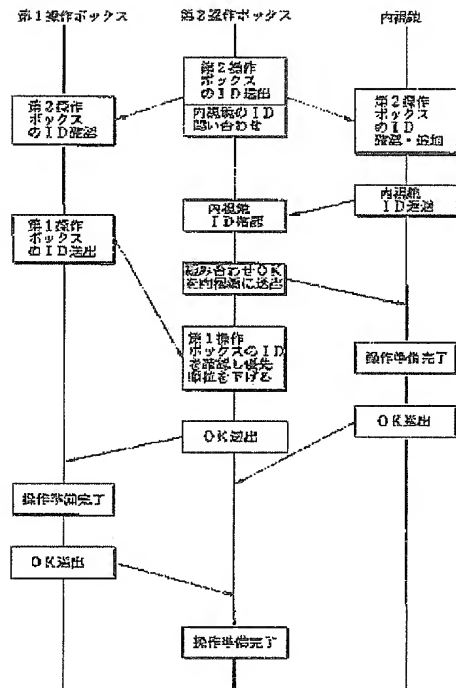 第1操作ボックス
第2操作ボックス
内視鏡
第2操作
ボックス
のID送出
内視鏡のID
問い合わせ
第2操作
ボックス
のID確認
第2操作
ボックス
のID
確認・追加
内視鏡
ID返送
内視鏡
ID確認
第1操作
ボックス
のID送出
組み合わせOK
を内視鏡に送出
第1操作
ボックスのID
を確認し優先
順位を下げる
操作準備完了
OK送出
OK送出
操作準備完了
OK送出
操作準備完了